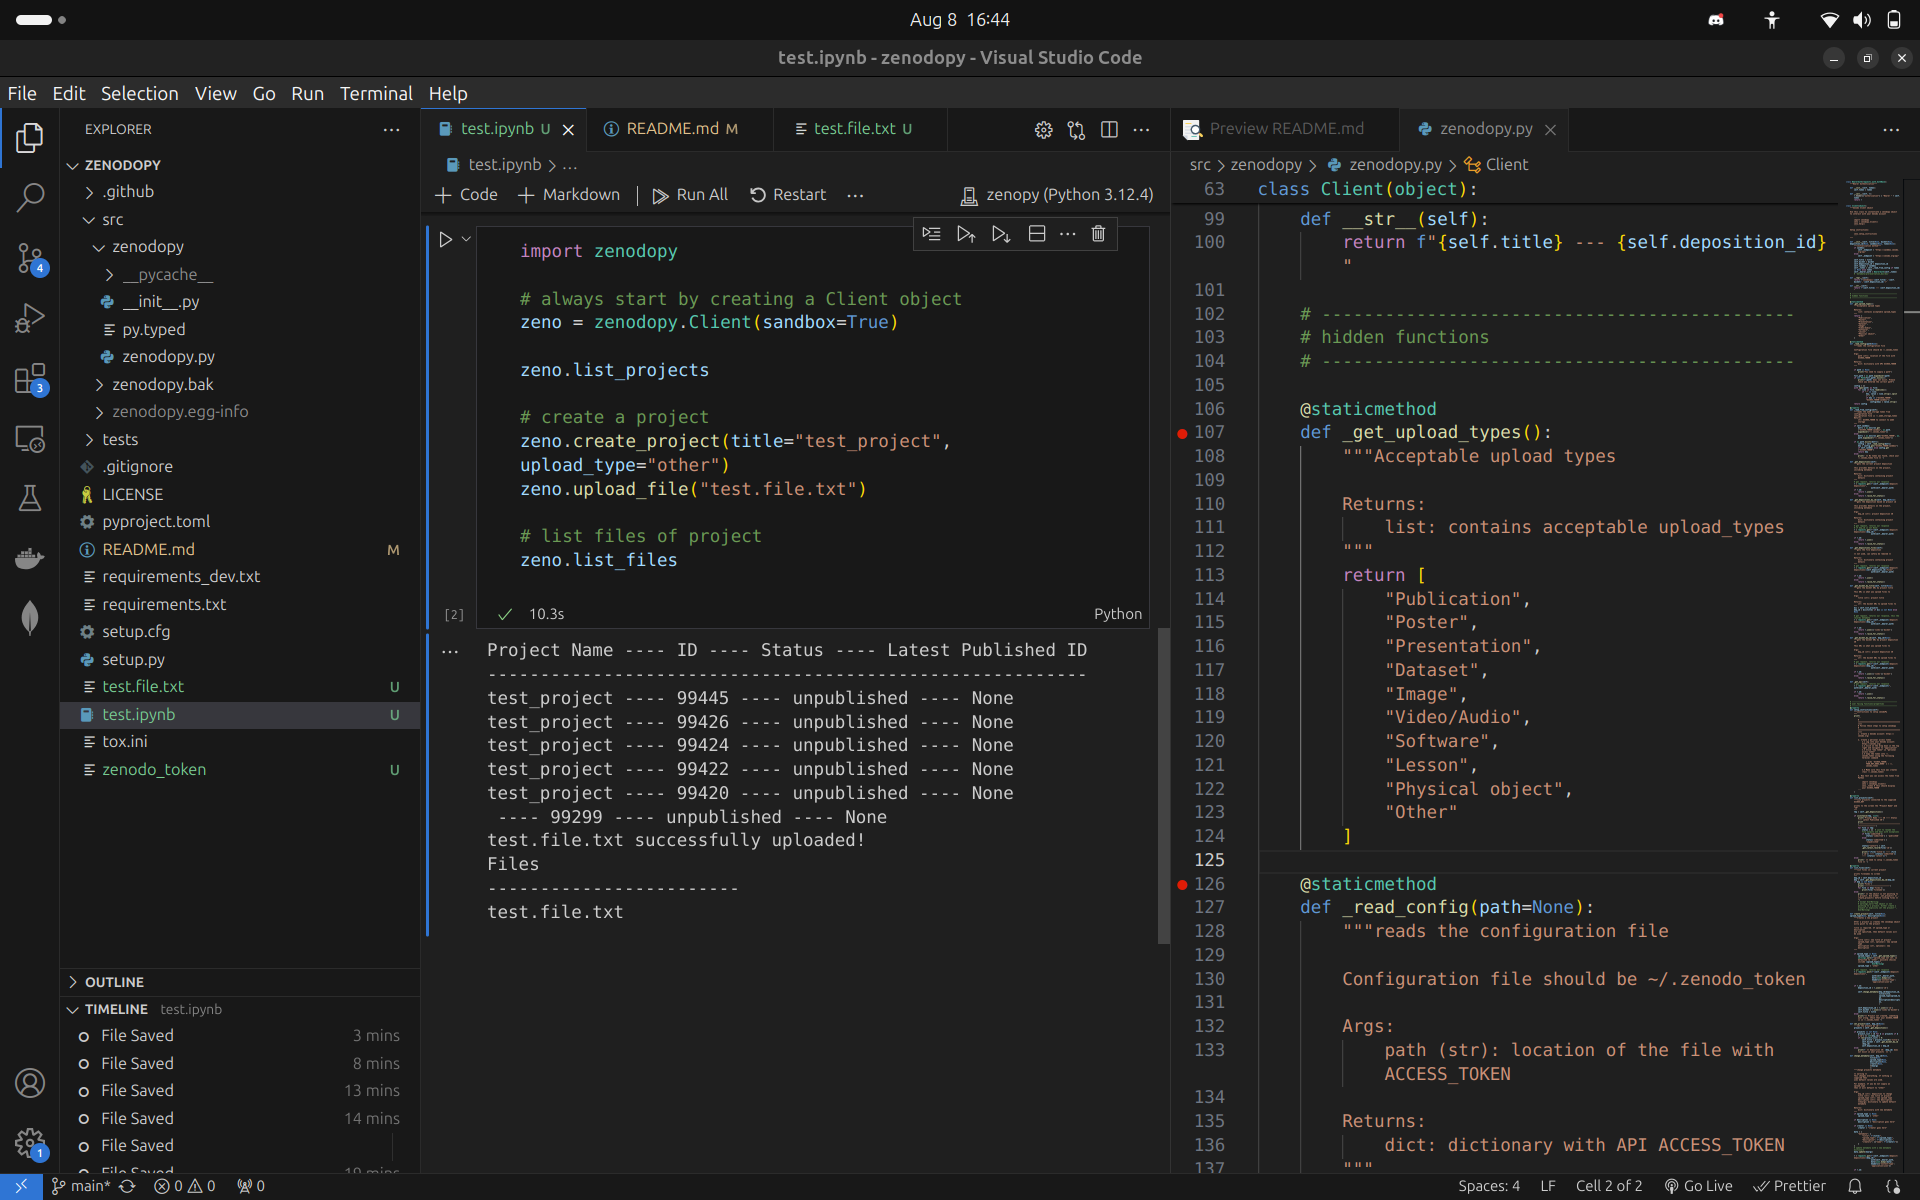 Aug 8 16:44
test.ipynb - zenodopy - Visual Studio Code
File Edit Selection View Go Run Terminal Help
EXPLORER
ZENODOPY
.github
src
zenodopy
__pycache__
__init__.py
py.typed
zenodopy.py
zenodopy.bak
zenodopy.egg-info
tests
.gitignore
LICENSE
pyproject.toml
README.md M
requirements_dev.txt
requirements.txt
setup.cfg
setup.py
test.file.txt U
test.ipynb U
tox.ini
zenodo_token U
OUTLINE
TIMELINE test.ipynb
File Saved 3 mins
File Saved 8 mins
File Saved 13 mins
File Saved 14 mins
File Saved
File Saved 19 mins
4
3
1
test.ipynb U README.md M test.file.txt U
test.ipynb > ...
Code Markdown Run All Restart zenopy (Python 3.12.4)
import zenodopy
# always start by creating a Client object
zeno = zenodopy.Client(sandbox=True)
zeno.list_projects
# create a project
zeno.create_project(title="test_project",
upload_type="other")
zeno.upload_file("test.file.txt")
# list files of project
zeno.list_files
[2] 10.3s Python
Project Name ---- ID ---- Status ---- Latest Published ID
---------------------------------------------------------
test_project ---- 99445 ---- unpublished ---- None
test_project ---- 99426 ---- unpublished ---- None
test_project ---- 99424 ---- unpublished ---- None
test_project ---- 99422 ---- unpublished ---- None
test_project ---- 99420 ---- unpublished ---- None
---- 99299 ---- unpublished ---- None
test.file.txt successfully uploaded!
Files
------------------------
test.file.txt
Preview README.md zenodopy.py
src > zenodopy > zenodopy.py > Client
63 class Client(object):
99 def __str__(self):
100 return f"{self.title} --- {self.deposition_id}
"
101
102 # ---------------------------------------------
103 # hidden functions
104 # ---------------------------------------------
105
106 @staticmethod
107 def _get_upload_types():
108 """Acceptable upload types
109
110 Returns:
111 list: contains acceptable upload_types
112 """
113 return [
114 "Publication",
115 "Poster",
116 "Presentation",
117 "Dataset",
118 "Image",
119 "Video/Audio",
120 "Software",
121 "Lesson",
122 "Physical object",
123 "Other"
124 ]
125
126 @staticmethod
127 def _read_config(path=None):
128 """reads the configuration file
129
130 Configuration file should be ~/.zenodo_token
131
132 Args:
133 path (str): location of the file with
ACCESS_TOKEN
134
135 Returns:
136 dict: dictionary with API ACCESS_TOKEN
137 """
main* 0 0 0 Spaces: 4 LF Cell 2 of 2 Go Live Prettier